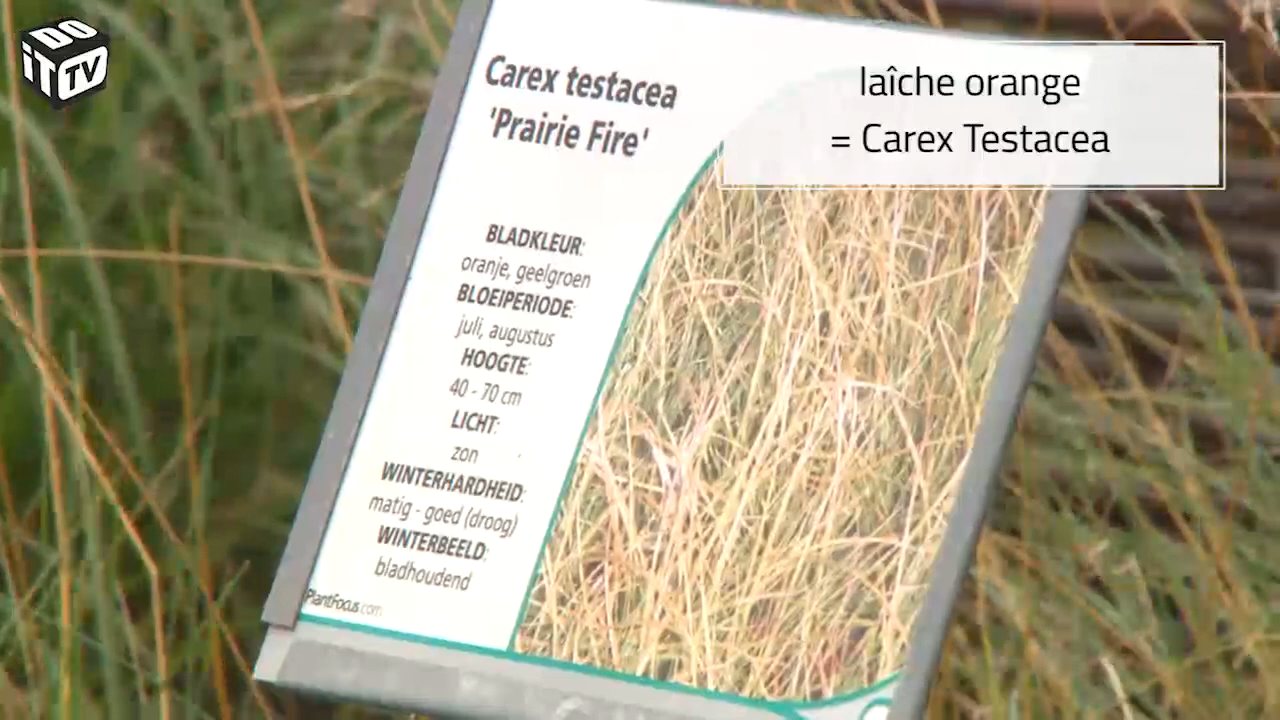 DO
iT TV
Carex testacea
'Prairie Fire'
laîche orange
= Carex Testacea
BLADKLEUR:
oranje, geelgroen
BLOEIPERIODE:
juli, augustus
HOOGTE:
40 - 70 cm
LICHT:
zon
WINTERHARDHEID:
matig - goed (droog)
WINTERBEELD:
bladhoudend
PlantFocus.com